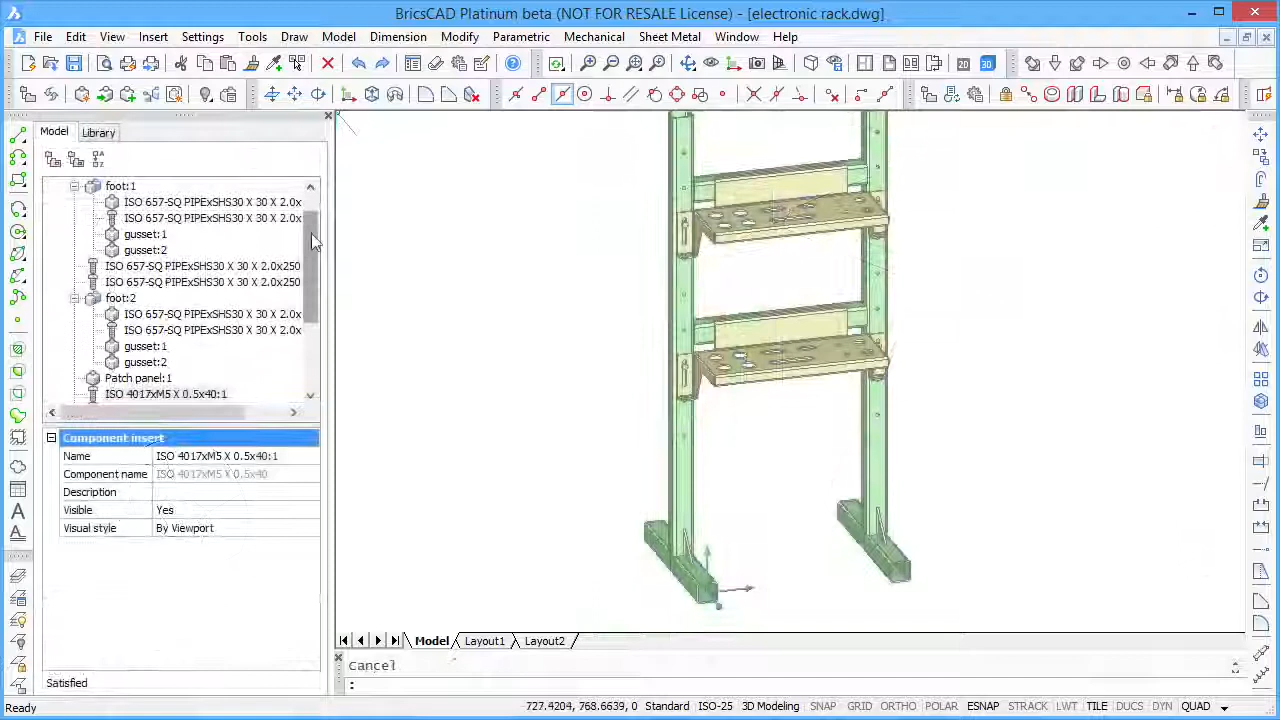 BricsCAD Platinum beta (NOT FOR RESALE License) - [electronic rack.dwg]
File Edit View Insert Settings Tools Draw Model Dimension Modify Parametric Mechanical Sheet Metal Window Help
20 30
Model Library
foot:1
ISO 657-SQ PIPExSHS30 X 30 X 2.0x
ISO 657-SQ PIPExSHS30 X 30 X 2.0x
gusset:1
gusset:2
ISO 657-SQ PIPExSHS30 X 30 X 2.0x250
ISO 657-SQ PIPExSHS30 X 30 X 2.0x250
foot:2
ISO 657-SQ PIPExSHS30 X 30 X 2.0x
ISO 657-SQ PIPExSHS30 X 30 X 2.0x
gusset:1
gusset:2
Patch panel:1
ISO 4017xM5 X 0.5x40:1
Component insert
Name ISO 4017xM5 X 0.5x40:1
Component name ISO 4017xM5 X 0.5x40
Description
Visible Yes
Visual style By Viewport
Satisfied
Model Layout1 Layout2
Cancel
:
Ready
768.6639, 0 Standard ISO-25 3D Modeling SNAP GRID ORTHO POLAR ESNAP STRACK LWT TILE DUCS DYN QUAD